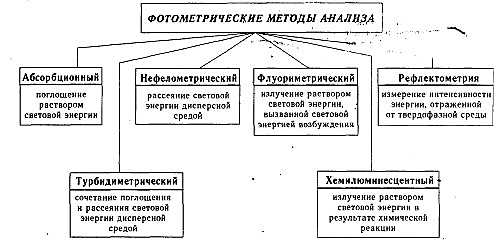 ФОТОМЕТРИЧЕСКИЕ МЕТОДЫ АНАЛИЗА
Абсорбционный
поглощение
раствором
световой энергии
Нефелометрический
рассеяние световой
энергии дисперсной
средой
Флуориметрический
излучение раствором
световой энергии,
вызванной световой
энергией возбуждения
Рефлектометрия
измерение интенсивности
энергии, отраженной
от твердофазной среды
Турбидиметрический
сочетание поглощения
и рассеяния световой
энергии дисперсной
средой
Хемилюминесцентный
излучение раствором
световой энергии в
результате химической
реакции